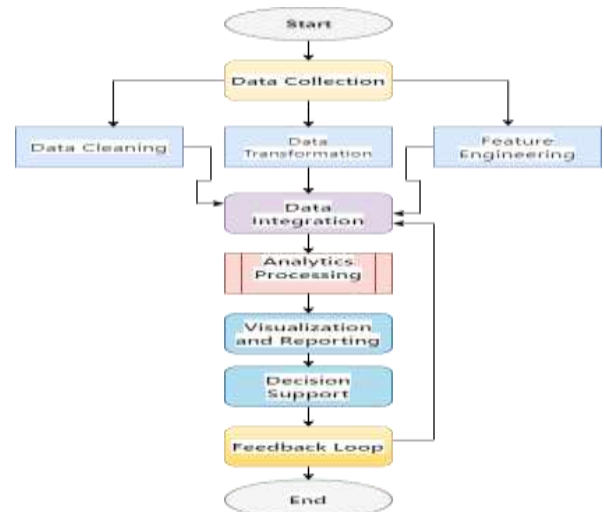 Start
Data Collection
Data Cleaning
Data
Transformation
Feature
Engineering
Data
Integration
Analytics
Processing
Visualization
and Reporting
Decision
Support
Feedback Loop
End